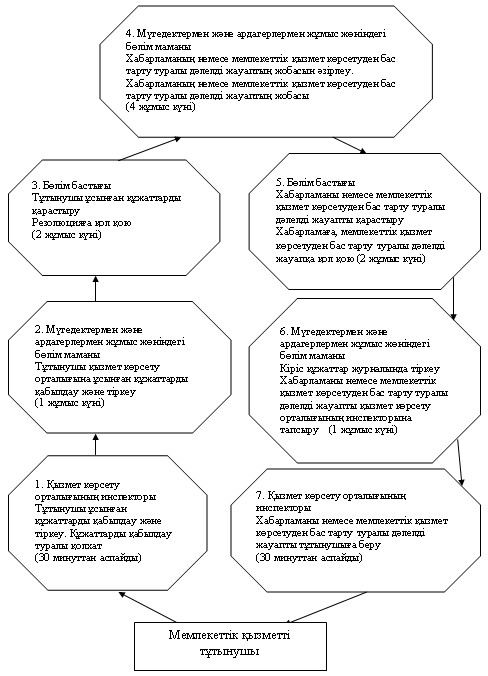 4. Мүгедектермен және ардагерлермен жұмыс жөніндегі
бөлім маманы
Хабарламаның немесе мемлекеттік қызмет көрсетуден бас
тарту туралы дәлелді жауаптың жобасын әзірлеу.
Хабарламаның немесе мемлекеттік қызмет көрсетуден бас
тарту туралы дәлелді жауаптың жобасы
(4 жұмыс күні)
3. Бөлім бастығы
Тұтынушы ұсынған құжаттарды
қарастыру
Резолюцияға қол қою
(2 жұмыс күні)
5. Бөлім бастығы
Хабарламаны немесе мемлекеттік
қызмет көрсетуден бас тарту туралы
дәлелді жауапты қарастыру
Хабарламаға, мемлекеттік қызмет
көрсетуден бас тарту туралы дәлелді
жауапқа қол қою (2 жұмыс күні)
2. Мүгедектермен және
ардагерлермен жұмыс жөніндегі
бөлім маманы
Тұтынушы қызмет көрсету
орталығына ұсынған құжаттарды
қабылдау және тіркеу
(1 жұмыс күні)
6. Мүгедектермен және
ардагерлермен жұмыс жөніндегі
бөлім маманы
Кіріс құжаттар журналында тіркеу
Хабарламаны немесе мемлекеттік
қызмет көрсетуден бас тарту туралы
дәлелді жауапты қызмет көрсету
орталығының инспекторына
тапсыру (1 жұмыс күні)
1. Қызмет көрсету
орталығының инспекторы
Тұтынушы ұсынған
құжаттарды қабылдау және
тіркеу. Құжаттарды қабылдау
туралы қолхат
(30 минуттан аспайды)
7. Қызмет көрсету орталығының
инспекторы
Хабарламаны немесе мемлекеттік қызмет
көрсетуден бас тарту туралы дәлелді
жауапты тұтынушыға беру
(30 минуттан аспайды)
Мемлекеттік қызметті
тұтынушы